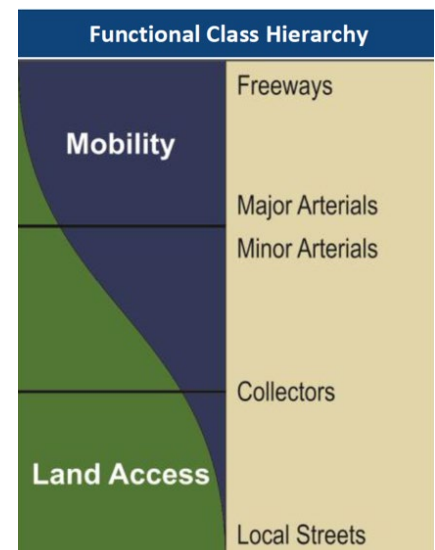 Functional Class Hierarchy
Mobility
Freeways
Major Arterials
Minor Arterials
Collectors
Land Access
Local Streets